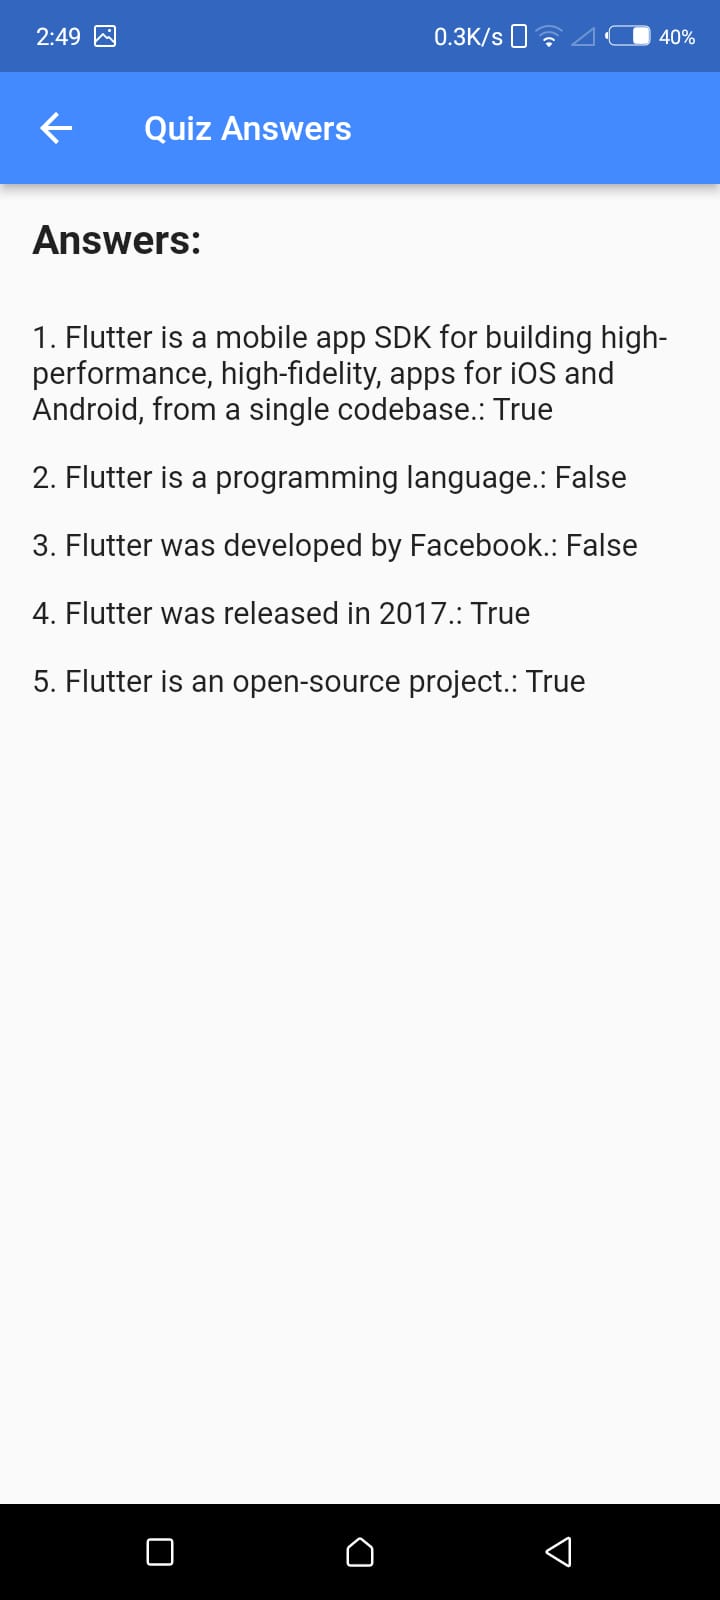 2:49
0.3K/s
40%
Quiz Answers
Answers:
1. Flutter is a mobile app SDK for building high-
performance, high-fidelity, apps for iOS and
Android, from a single codebase.: True
2. Flutter is a programming language.: False
3. Flutter was developed by Facebook.: False
4. Flutter was released in 2017.: True
5. Flutter is an open-source project.: True